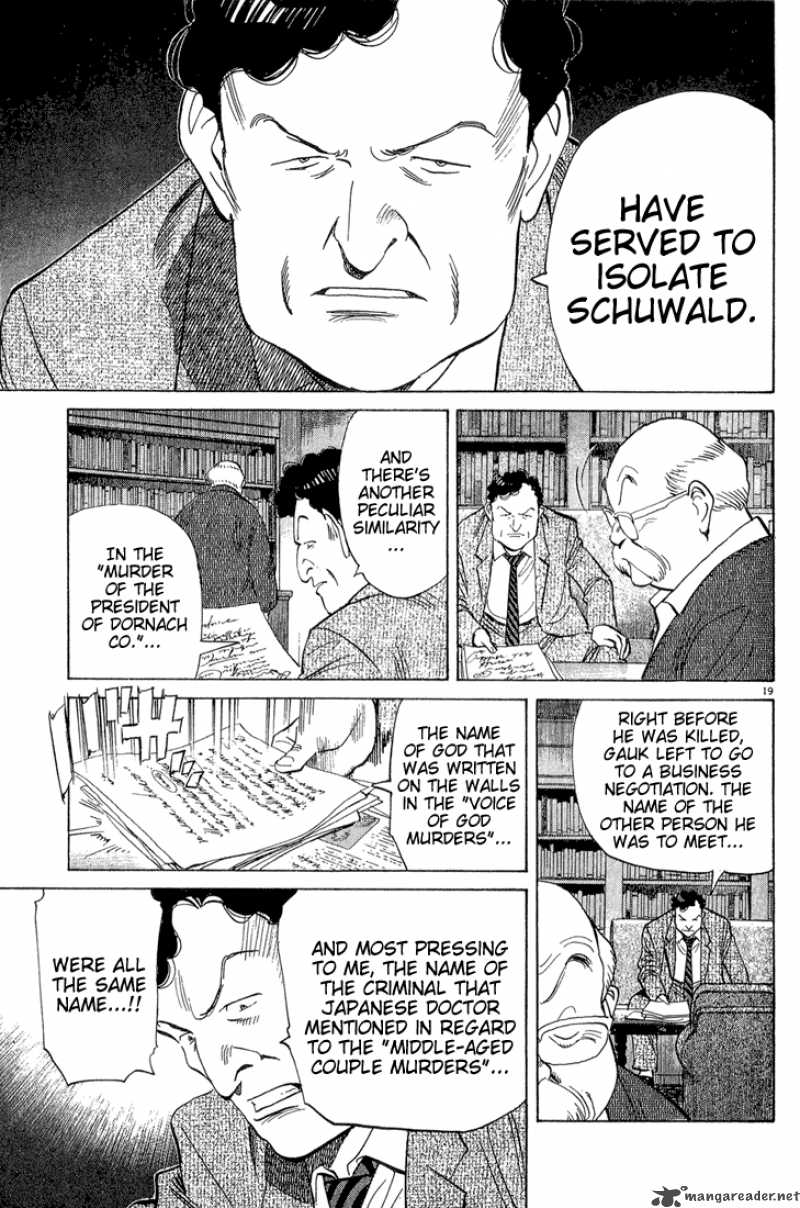 HAVE
SERVED TO
ISOLATE
SCHUWALD.
AND
THERE'S
ANOTHER
PECULIAR
SIMILARITY
...
IN THE
"MURDER
OF THE
PRESIDENT
OF DORNACH
CO."...
19
RIGHT BEFORE
HE WAS KILLED,
GAUK LEFT TO GO
TO A BUSINESS
NEGOTIATION. THE
NAME OF THE
OTHER PERSON HE
WAS TO MEET...
THE NAME
OF GOD THAT
WAS WRITTEN
ON THE WALLS
IN THE "VOICE
OF GOD
MURDERS"...
AND MOST PRESSING
TO ME, THE NAME OF
THE CRIMINAL THAT
JAPANESE DOCTOR
MENTIONED IN REGARD
TO THE "MIDDLE-AGED
COUPLE MURDERS"...
WERE ALL
THE SAME
NAME...!!
mangareader.net